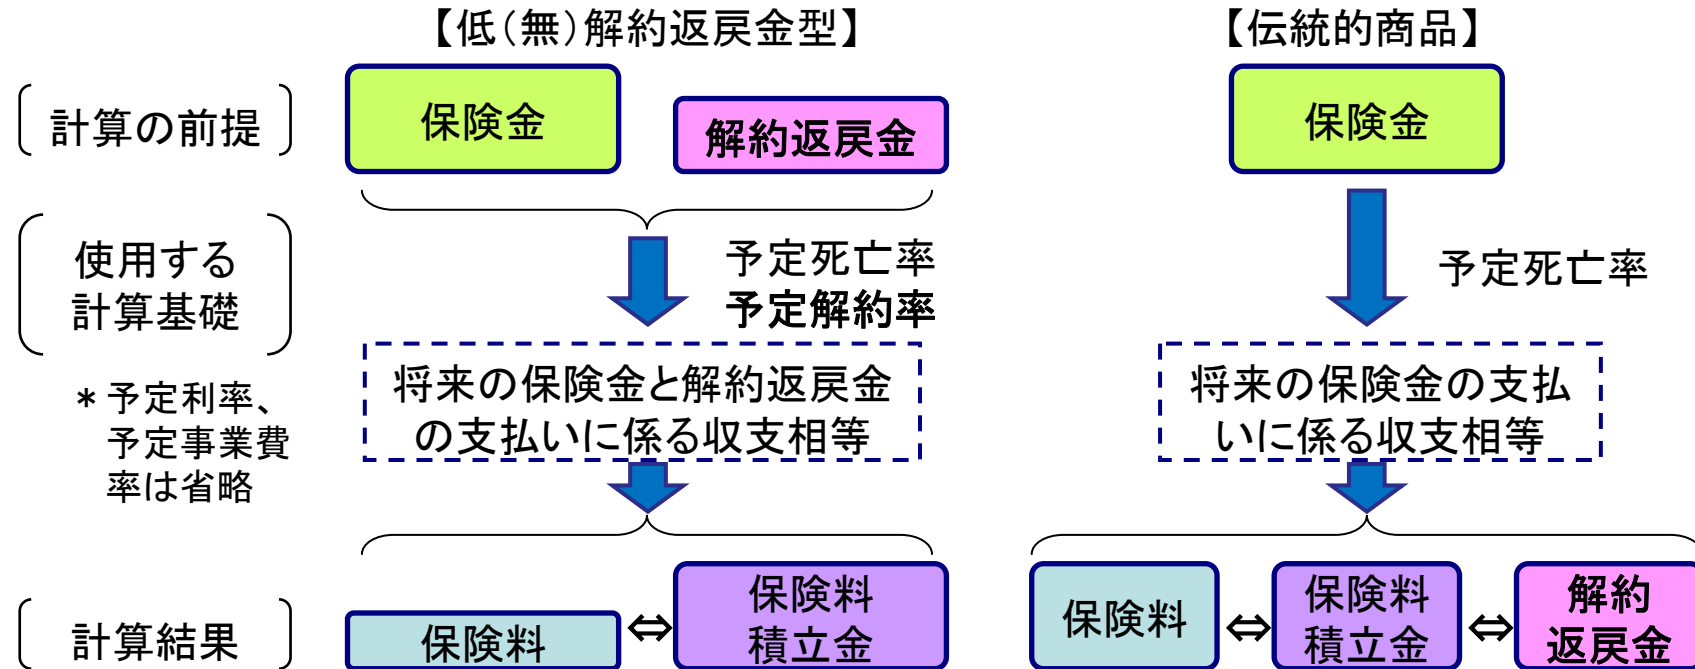 【低（無）解約返戻金型】
【伝統的商品】
計算の前提
保険金
解約返戻金
保険金
使用する
計算基礎
予定死亡率
予定解約率
予定死亡率
＊予定利率、
予定事業費
率は省略
将来の保険金と解約返戻金
の支払いに係る収支相等
将来の保険金の支払
いに係る収支相等
計算結果
保険料
⇔
保険料
積立金
保険料
⇔
保険料
積立金
⇔
解約
返戻金